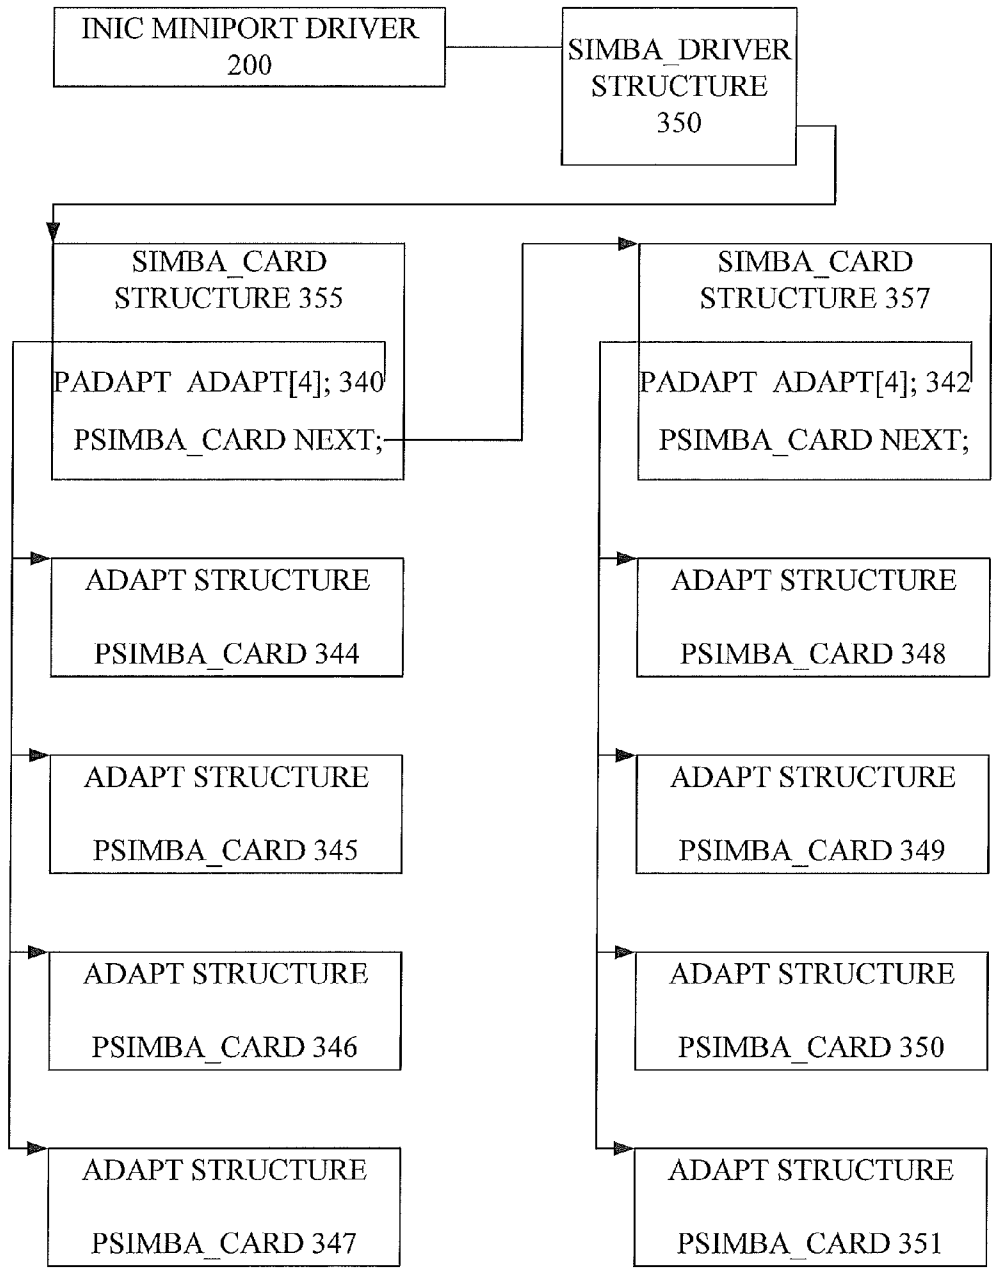 INIC MINIPORT DRIVER
200
SIMBA_DRIVER
STRUCTURE
350
SIMBA_CARD
STRUCTURE 355
PADAPT ADAPT[4]; 340
PSIMBA_CARD NEXT;
SIMBA_CARD
STRUCTURE 357
PADAPT ADAPT[4]; 342
PSIMBA_CARD NEXT;
ADAPT STRUCTURE
PSIMBA_CARD 344
ADAPT STRUCTURE
PSIMBA_CARD 348
ADAPT STRUCTURE
PSIMBA_CARD 345
ADAPT STRUCTURE
PSIMBA_CARD 349
ADAPT STRUCTURE
PSIMBA_CARD 346
ADAPT STRUCTURE
PSIMBA_CARD 350
ADAPT STRUCTURE
PSIMBA_CARD 347
ADAPT STRUCTURE
PSIMBA_CARD 351